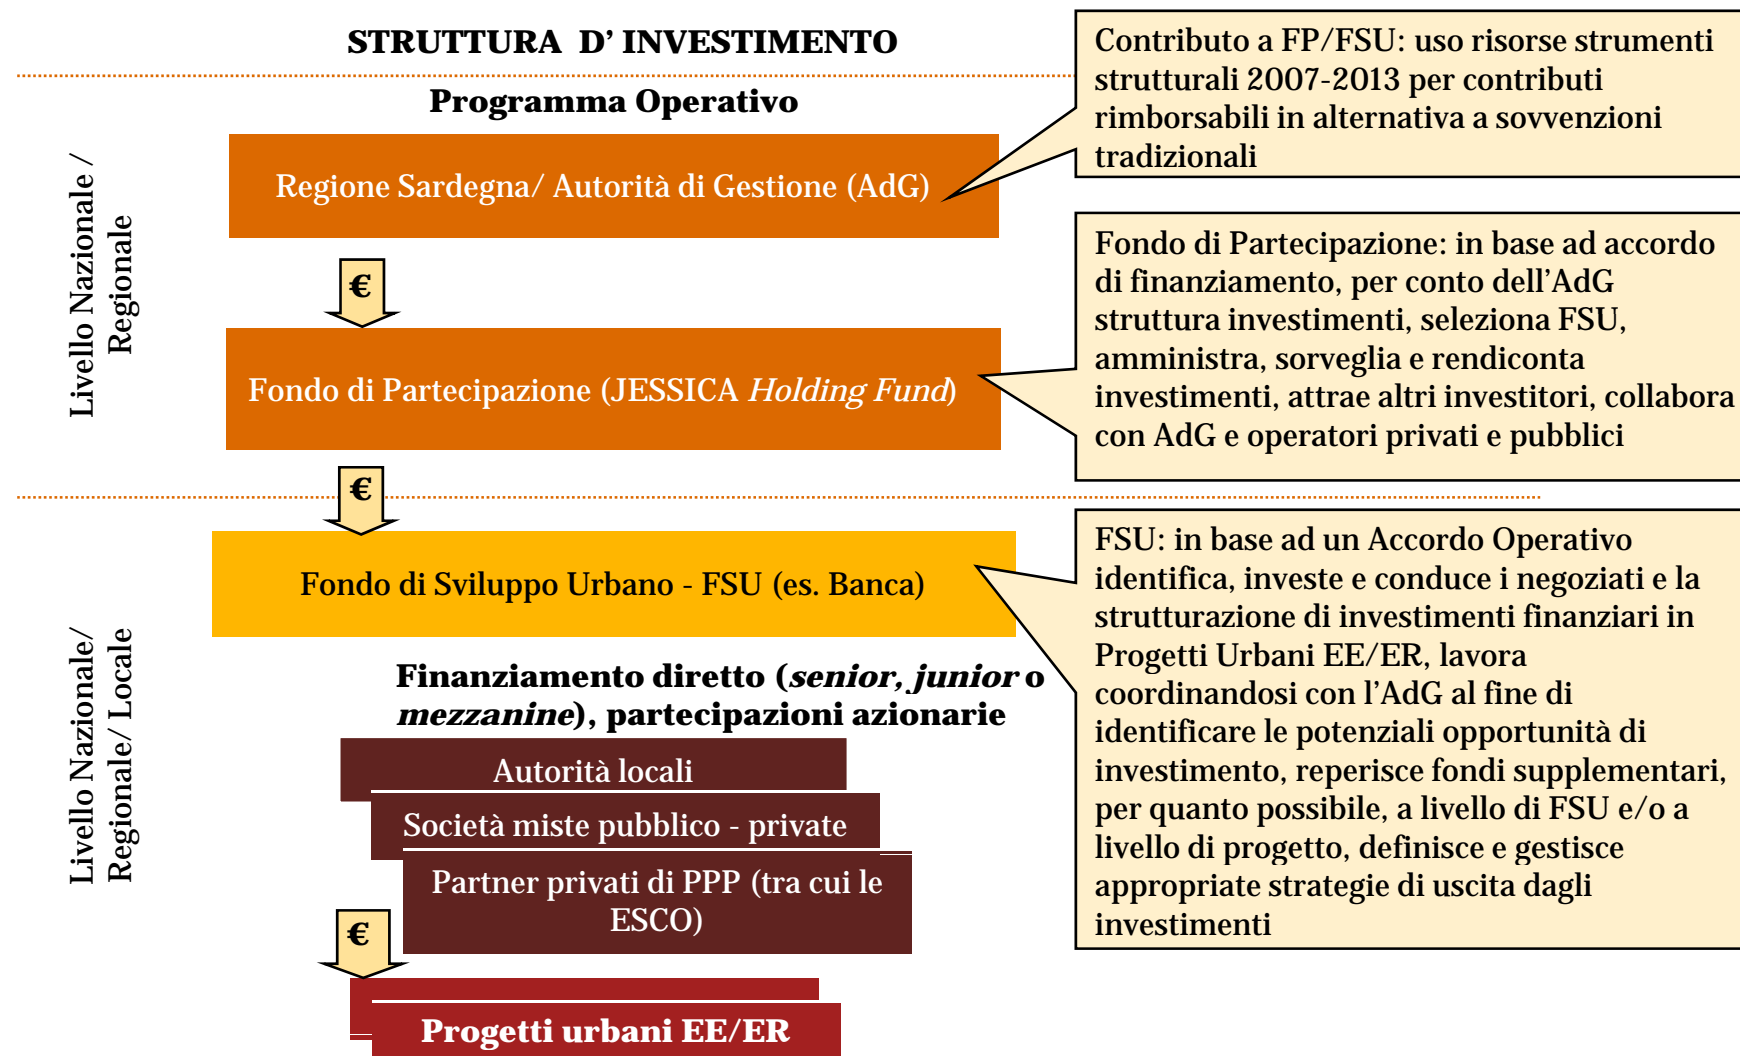 STRUTTURA D' INVESTIMENTO
Programma Operativo
Livello Nazionale /
Regionale
Regione Sardegna/ Autorità di Gestione (AdG)
Contributo a FP/FSU: uso risorse strumenti
strutturali 2007-2013 per contributi
rimborsabili in alternativa a sovvenzioni
tradizionali
€
Fondo di Partecipazione (JESSICA Holding Fund)
Fondo di Partecipazione: in base ad accordo
di finanziamento, per conto dell'AdG
struttura investimenti, seleziona FSU,
amministra, sorveglia e rendiconta
investimenti, attrae altri investitori, collabora
con AdG e operatori privati e pubblici
€
Livello Nazionale/
Regionale/ Locale
Fondo di Sviluppo Urbano - FSU (es. Banca)
FSU: in base ad un Accordo Operativo
identifica, investe e conduce i negoziati e la
strutturazione di investimenti finanziari in
Progetti Urbani EE/ER, lavora
coordinandosi con l'AdG al fine di
identificare le potenziali opportunità di
investimento, reperisce fondi supplementari,
per quanto possibile, a livello di FSU e/o a
livello di progetto, definisce e gestisce
appropriate strategie di uscita dagli
investimenti
Finanziamento diretto (senior, junior o
mezzanine), partecipazioni azionarie
Autorità locali
Società miste pubblico - private
Partner privati di PPP (tra cui le
ESCO)
€
Progetti urbani EE/ER